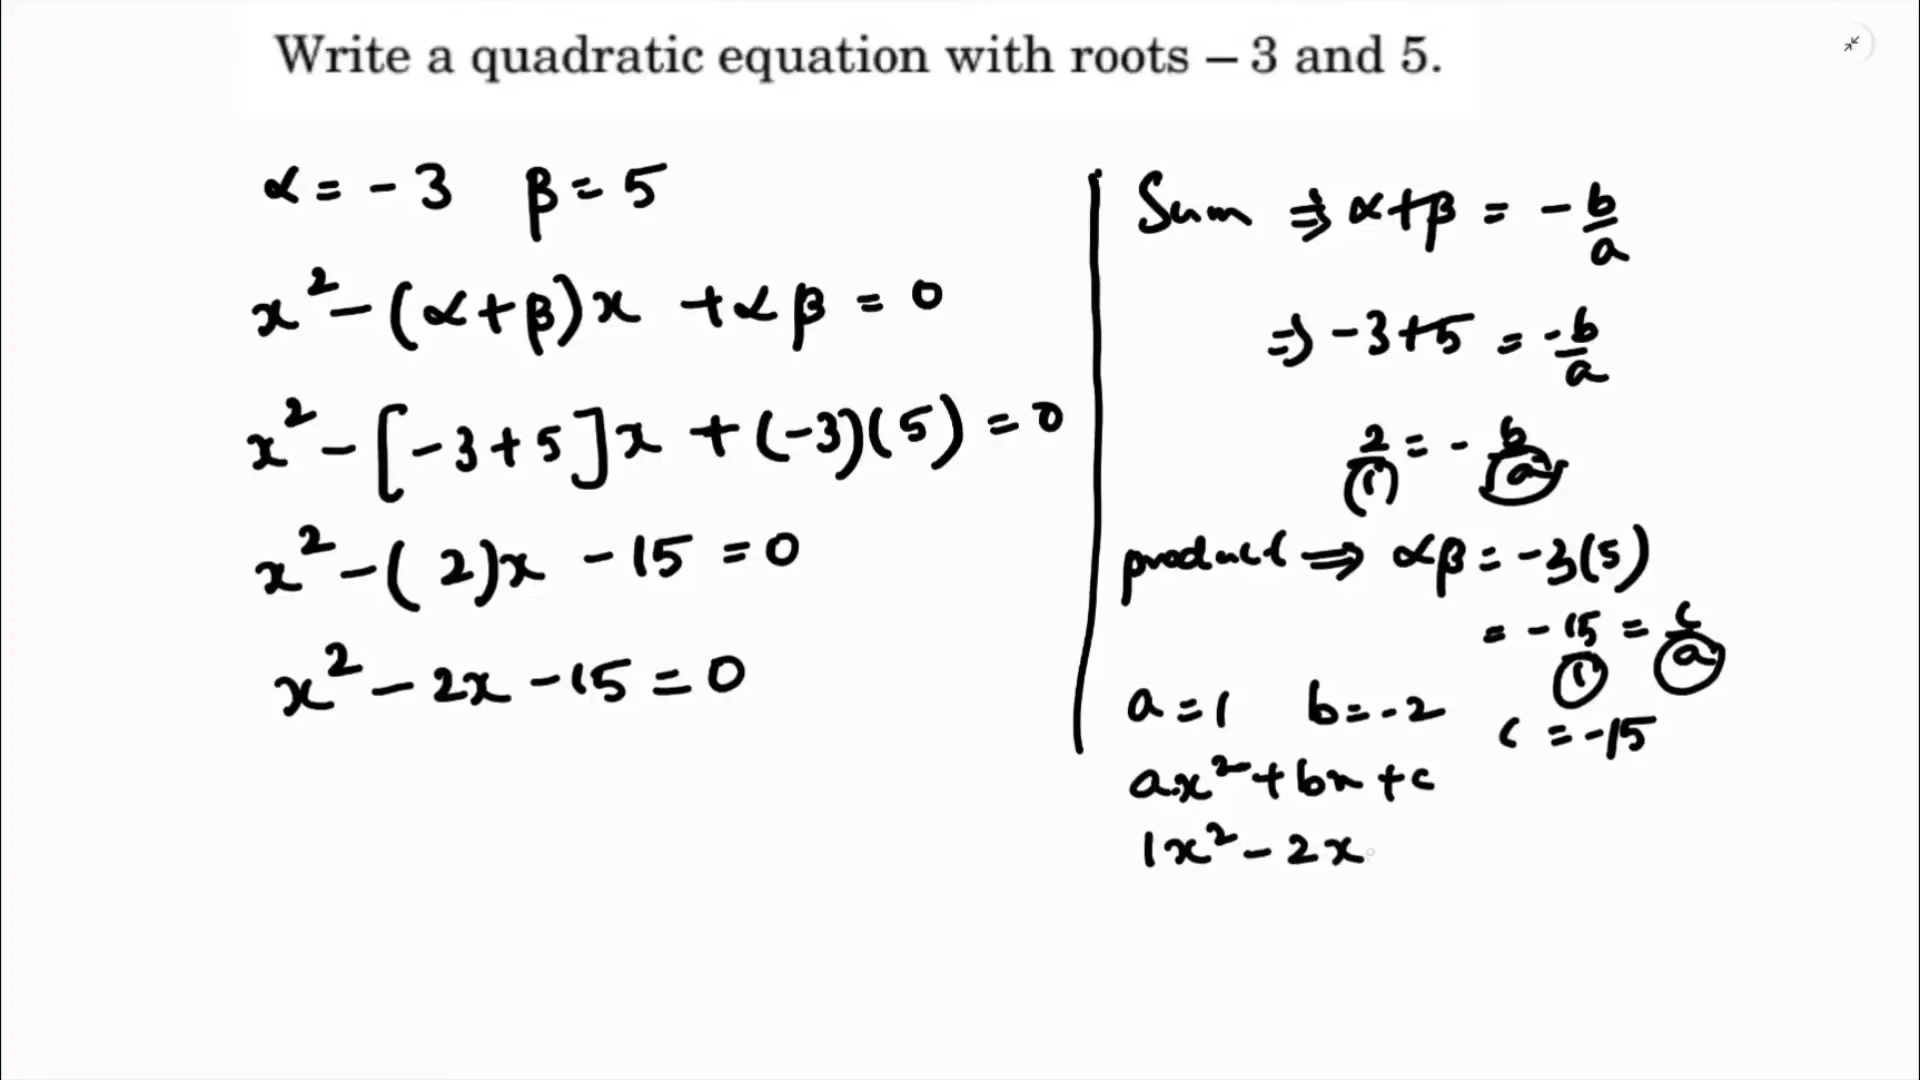 Write a quadratic equation with roots – 3 and 5.
α = - 3 β = 5
x² - (α+β)x + αβ = 0
x² - [-3+5]x + (-3)(5) = 0
x² - (2)x - 15 = 0
x² - 2x - 15 = 0
Sum ⇒ α+β = - b/a
⇒ -3+5 = -b/a
2/1 = - b/a
product ⇒ αβ = -3(5)
= -15/1 = c/a
a = 1 b = -2 c = -15
ax² + bx + c
1x² - 2x